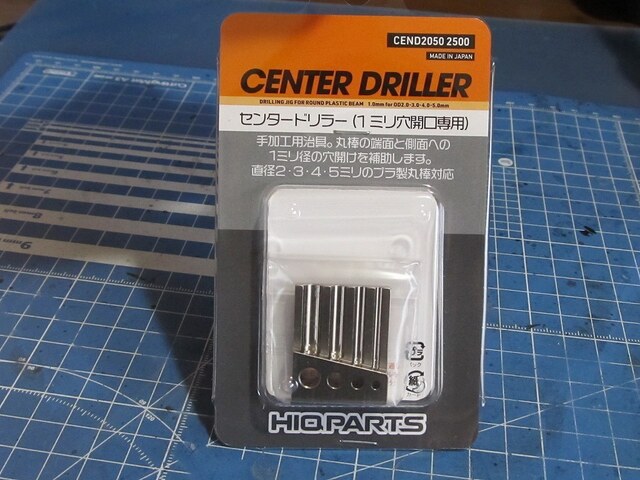 CEND2050 2500
MADE IN JAPAN
CENTER DRILLER
DRILLING JIG FOR ROUND PLASTIC BEAM 1.0mm for OD2.0-3.0-4.0-5.0mm
センタードリラー(1ミリ穴開口専用)
手加工用治具。丸棒の端面と側面への
1ミリ径の穴開けを補助します。
直径2・3・4・5ミリのプラ製丸棒対応
プラ
紙
HIQPARTS